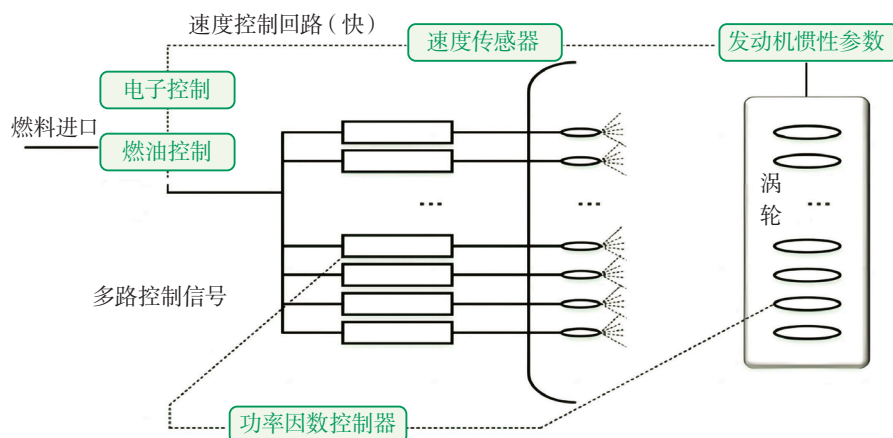 速度控制回路（快）
速度传感器
发动机惯性参数
电子控制
燃料进口
燃油控制
涡
轮
...
...
...
多路控制信号
功率因数控制器